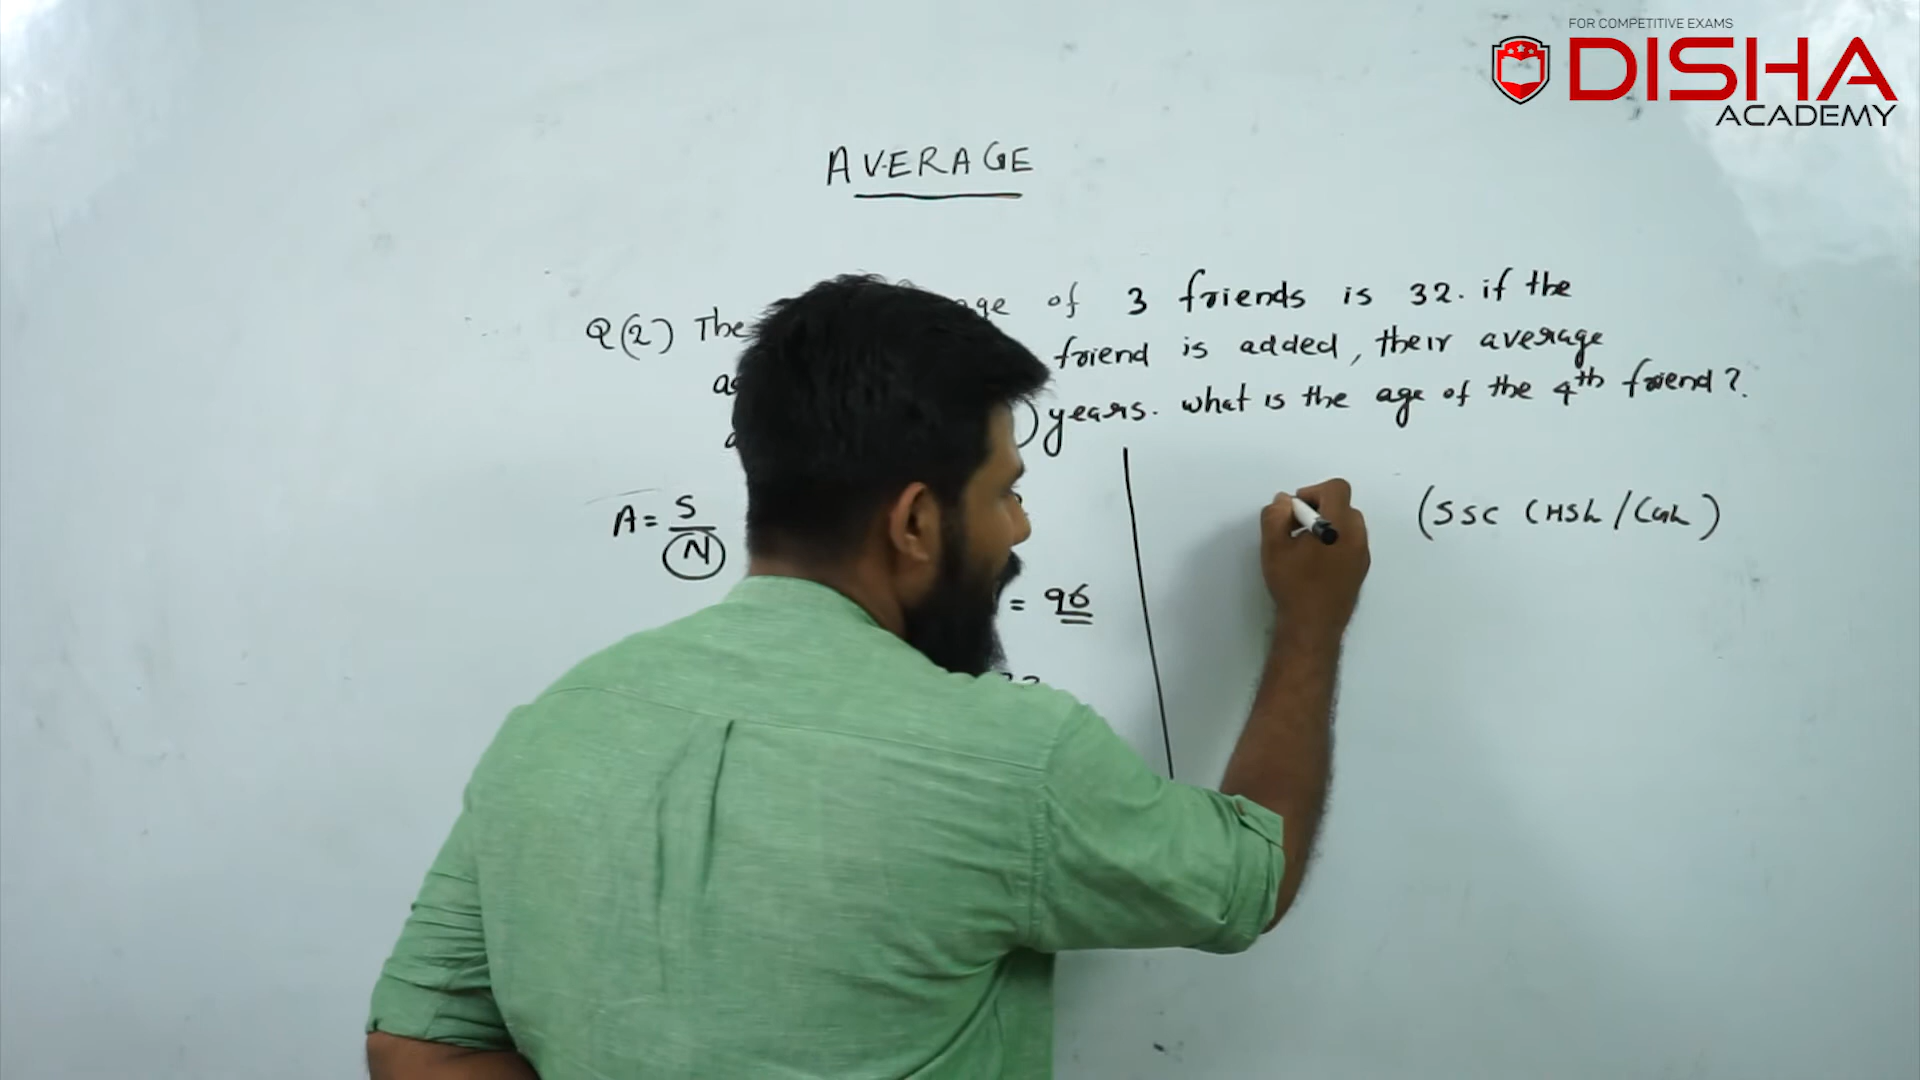 FOR COMPETITIVE EXAMS
DISHA
ACADEMY
AVERAGE
Q(2) The age of 3 friends is 32. if the
friend is added, their average
years. what is the age of the 4th friend?
A = S
N
(SSC CHSL/CGL)
= 96